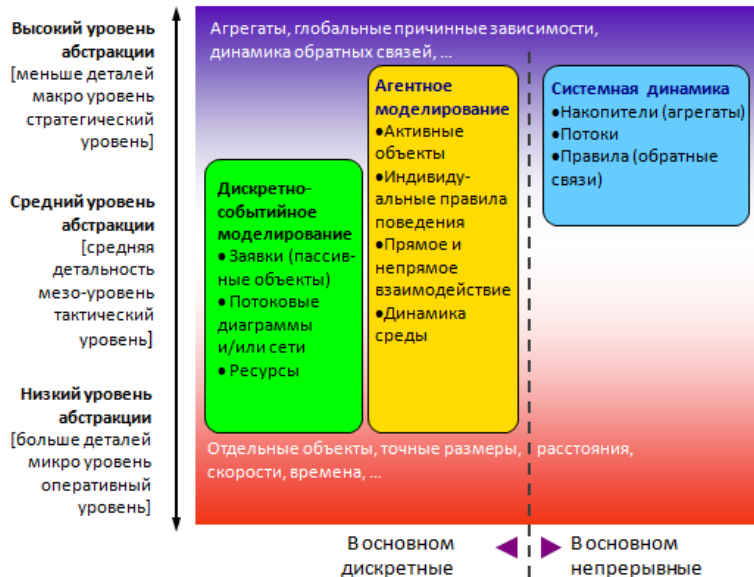 Высокий уровень
абстракции
[меньше деталей
макро уровень
стратегический
уровень]
Средний уровень
абстракции
[средняя
детальность
мезо-уровень
тактический
уровень]
Низкий уровень
абстракции
[больше деталей
микро уровень
оперативный
уровень]
Агрегаты, глобальные причинные зависимости,
динамика обратных связей, ...
Дискретно-
событийное
моделирование
•Заявки (пассив-
ные объекты)
•Потоковые
диаграммы
и/или сети
•Ресурсы
Агентное
моделирование
•Активные
объекты
•Индивиду-
альные правила
поведения
•Прямое и
непрямое
взаимодействие
•Динамика
среды
Системная динамика
•Накопители (агрегаты)
•Потоки
•Правила (обратные
связи)
Отдельные объекты, точные размеры, расстояния,
скорости, времена, ...
В основном
дискретные
В основном
непрерывные